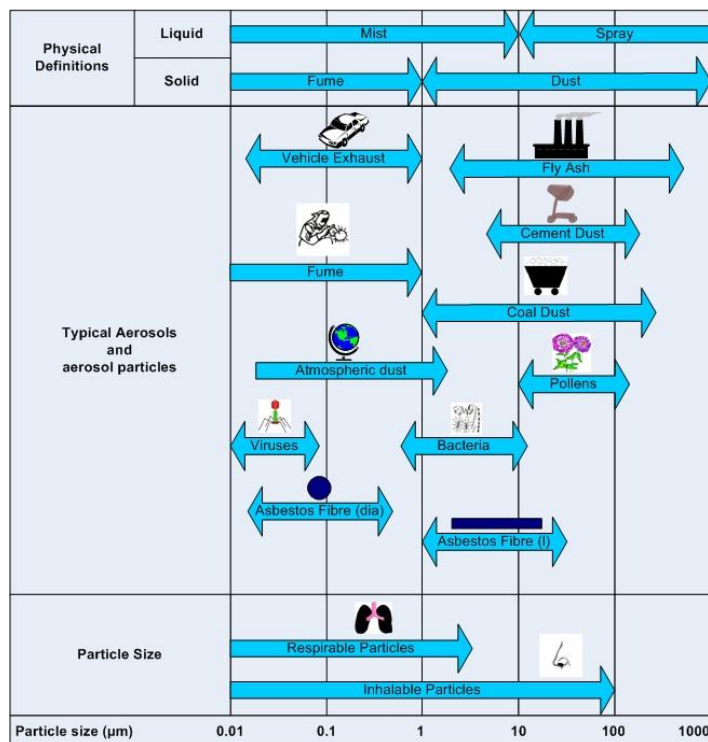 Physical
Definitions
Liquid
Mist
Spray
Solid
Fume
Dust
Typical Aerosols
and
aerosol particles
Vehicle Exhaust
Fly Ash
Cement Dust
Fume
Coal Dust
Atmospheric dust
Pollens
Viruses
Bacteria
Asbestos Fibre (dia)
Asbestos Fibre (l)
Particle Size
Respirable Particles
Inhalable Particles
Particle size (µm) 0.01 0.1 1 10 100 1000